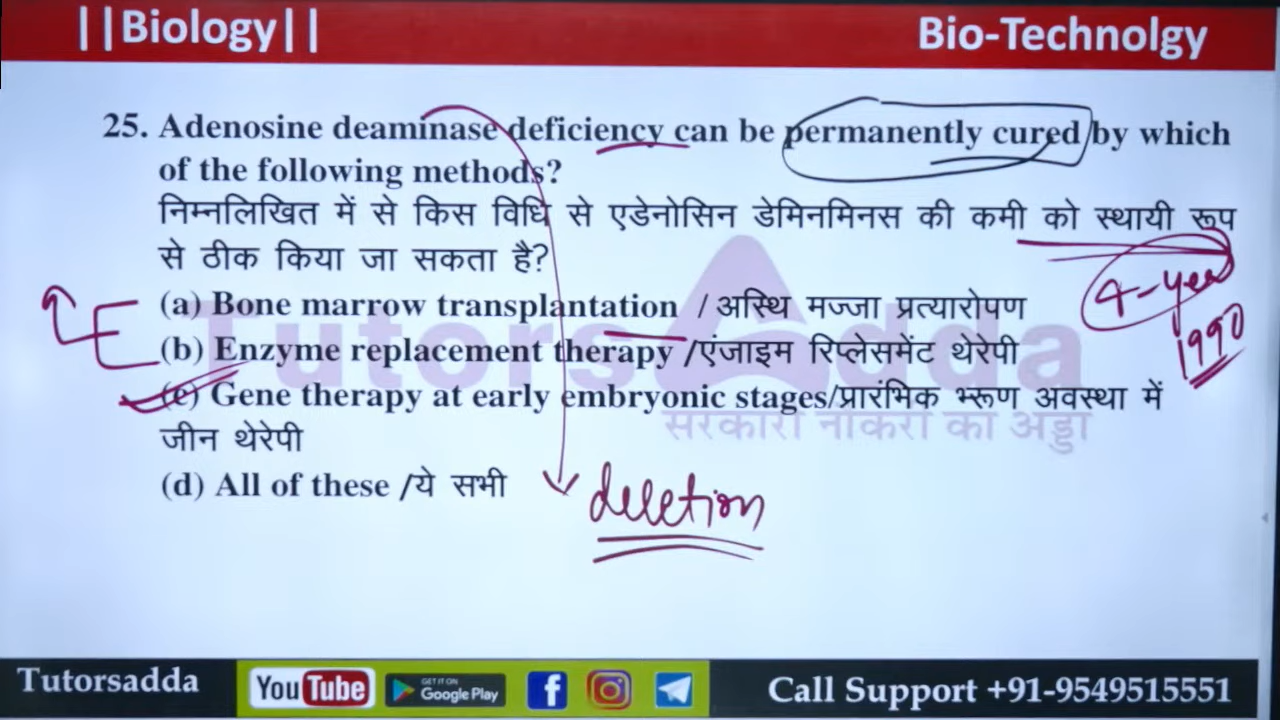 ||Biology||
Bio-Technolgy
25. Adenosine deaminase deficiency can be permanently cured by which
of the following methods?
निम्नलिखित में से किस विधि से एडेनोसिन डेमिनमिनस की कमी को स्थायी रूप
से ठीक किया जा सकता है?
(a) Bone marrow transplantation / अस्थि मज्जा प्रत्यारोपण
4-year
1990
(b) Enzyme replacement therapy /एंजाइम रिप्लेसमेंट थेरेपी
(c) Gene therapy at early embryonic stages/प्रारंभिक भ्रूण अवस्था में
जीन थेरेपी
(d) All of these /ये सभी
deletion
TutorsAdda
सरकारी नौकरी का अड्डा
Tutorsadda
YouTube
GET IT ON
Google Play
Call Support +91-9549515551